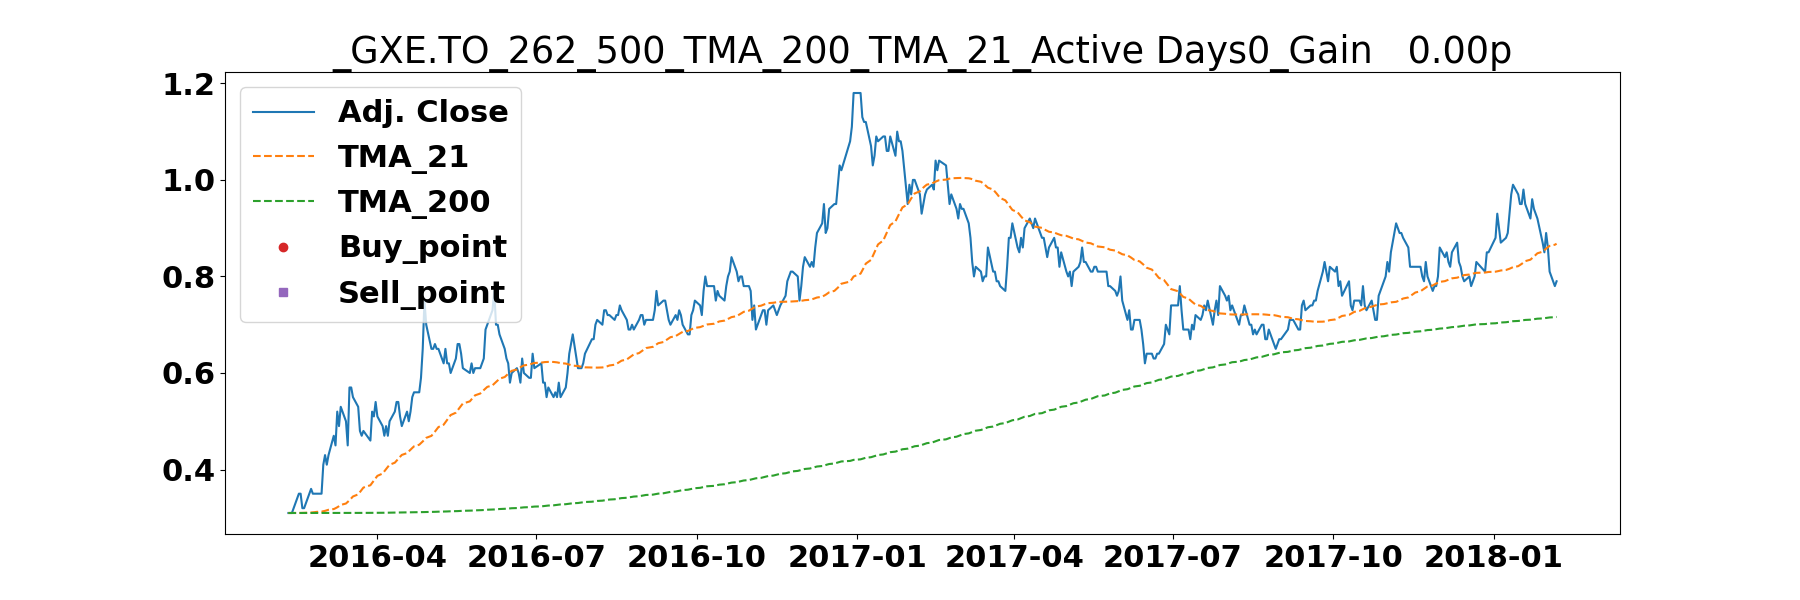 _GXE.TO_262_500_TMA_200_TMA_21_Active Days0_Gain   0.00p
1.2
1.0
0.8
0.6
0.4
Adj. Close
TMA_21
TMA_200
Buy_point
Sell_point
2016-04 2016-07 2016-10 2017-01 2017-04 2017-07 2017-10 2018-01